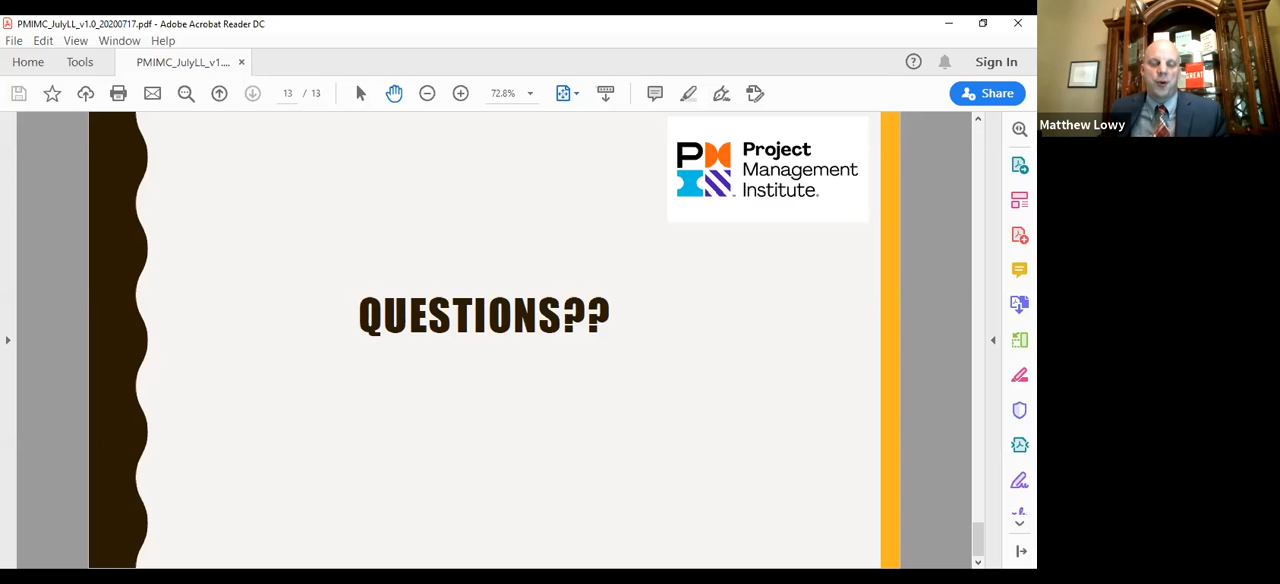 PMIMC_JulyLL_v1.0_20200717.pdf - Adobe Acrobat Reader DC
File Edit View Window Help
Home Tools PMIMC_JulyLL_v1.... × Sign In
13 / 13 72.8% Share
Project
Management
Institute.
QUESTIONS??
GREAT
Matthew Lowy